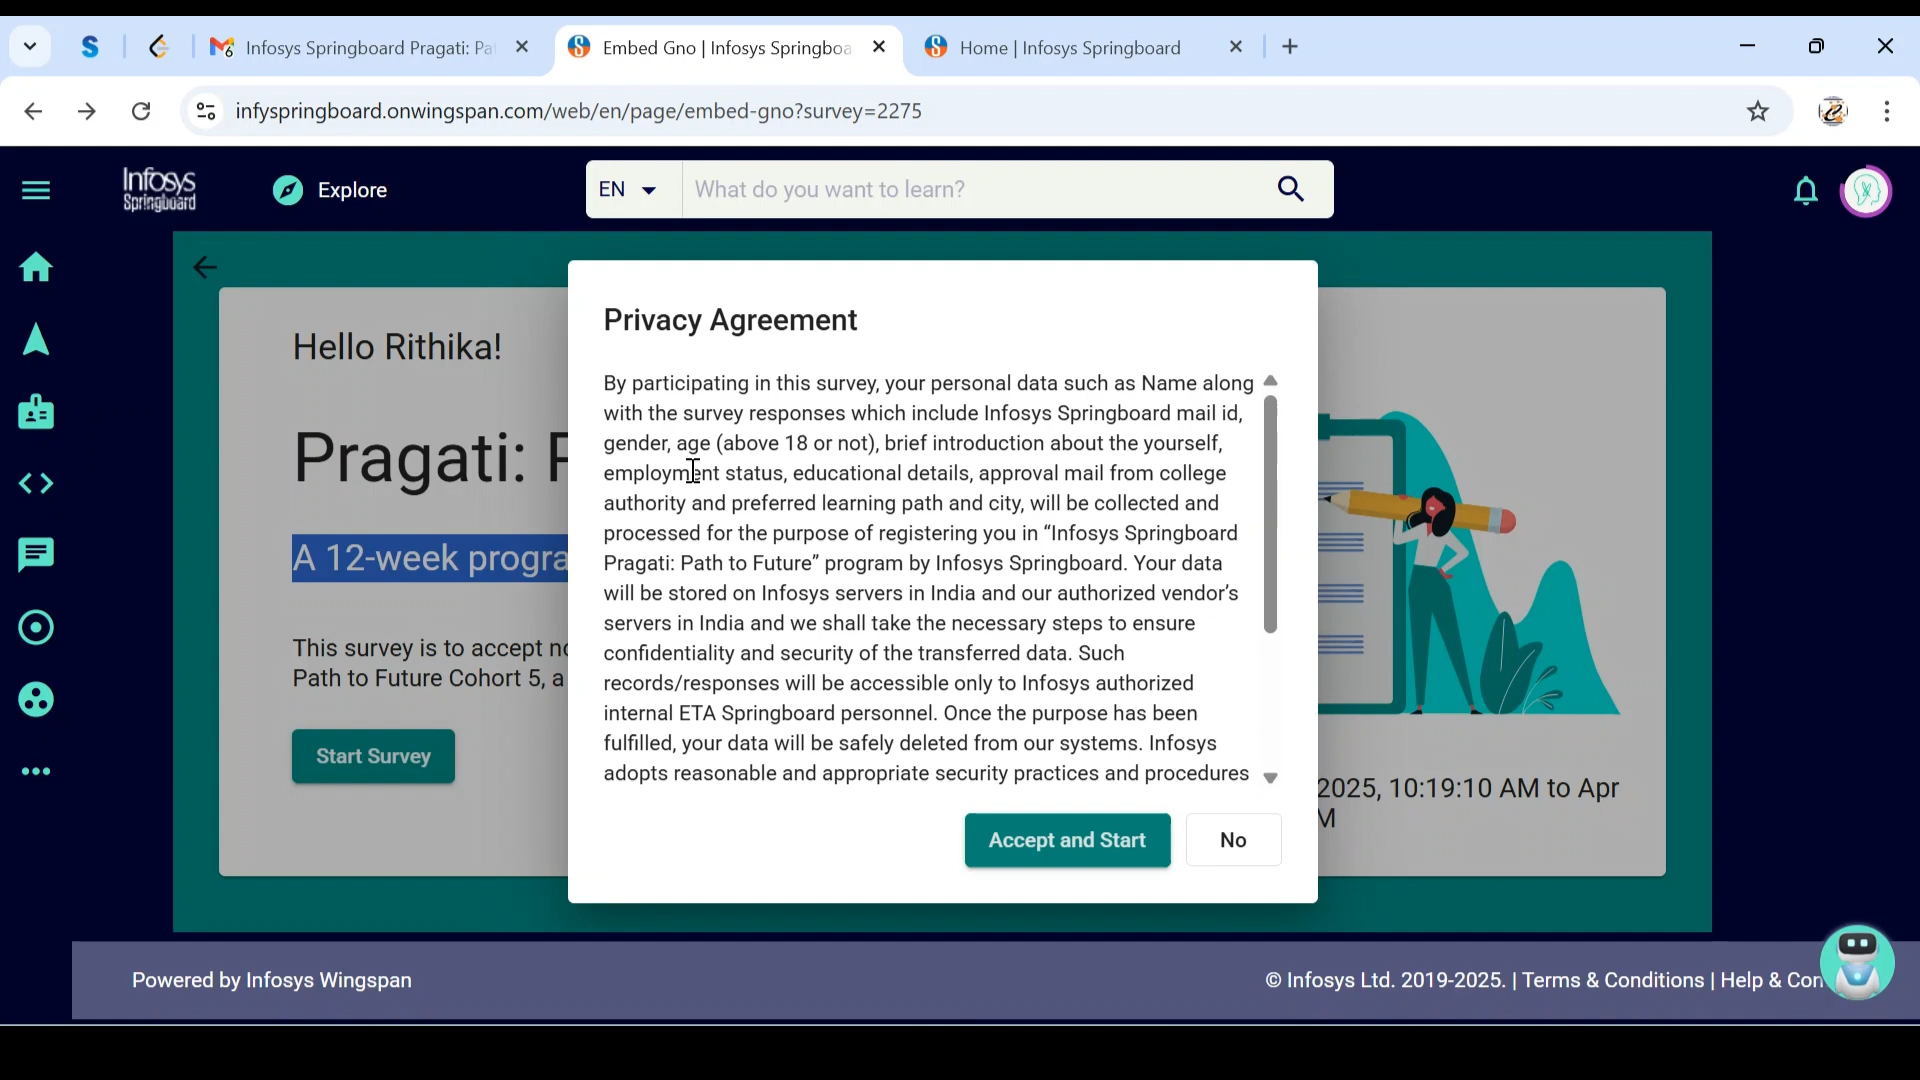 Infosys Springboard Pragati: Pa
Embed Gno | Infosys Springboa
Home | Infosys Springboard
infyspringboard.onwingspan.com/web/en/page/embed-gno?survey=2275
Infosys
Springboard
Explore
EN
What do you want to learn?
Hello Rithika!
Pragati:
A 12-week progra
This survey is to accept
Path to Future Cohort 5, a
Start Survey
Privacy Agreement
By participating in this survey, your personal data such as Name along
with the survey responses which include Infosys Springboard mail id,
gender, age (above 18 or not), brief introduction about the yourself,
employment status, educational details, approval mail from college
authority and preferred learning path and city, will be collected and
processed for the purpose of registering you in “Infosys Springboard
Pragati: Path to Future” program by Infosys Springboard. Your data
will be stored on Infosys servers in India and our authorized vendor’s
servers in India and we shall take the necessary steps to ensure
confidentiality and security of the transferred data. Such
records/responses will be accessible only to Infosys authorized
internal ETA Springboard personnel. Once the purpose has been
fulfilled, your data will be safely deleted from our systems. Infosys
adopts reasonable and appropriate security practices and procedures
Accept and Start
No
2025, 10:19:10 AM to Apr
M
Powered by Infosys Wingspan
© Infosys Ltd. 2019-2025. | Terms & Conditions | Help & Con